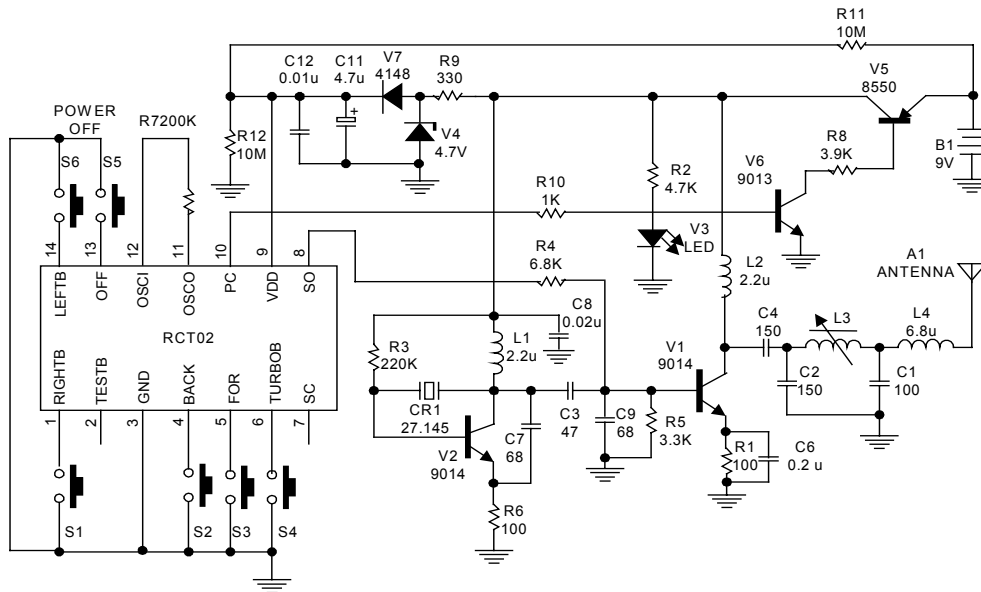 R11
10M
C12
0.01u
C11
4.7u
V7
4148
R9
330
V5
8550
POWER
OFF
R7200K
S6
S5
R12
10M
+
V4
4.7V
R2
4.7K
V6
9013
R8
3.9K
B1
9V
R10
1K
V3
LED
14
13
12
11
10
9
8
LEFTB
OFF
OSCI
OSCO
PC
VDD
SO
R4
6.8K
L2
2.2u
A1
ANTENNA
RCT02
C8
0.02u
C4
150
L3
L4
6.8u
R3
220K
L1
2.2u
V1
9014
RIGHTB
TESTB
GND
BACK
FOR
TURBOB
SC
C2
150
C1
100
CR1
27.145
C3
47
C9
68
R5
3.3K
1
2
3
4
5
6
7
V2
9014
C7
68
R1
100
C6
0.2 u
S1
S2
S3
S4
R6
100